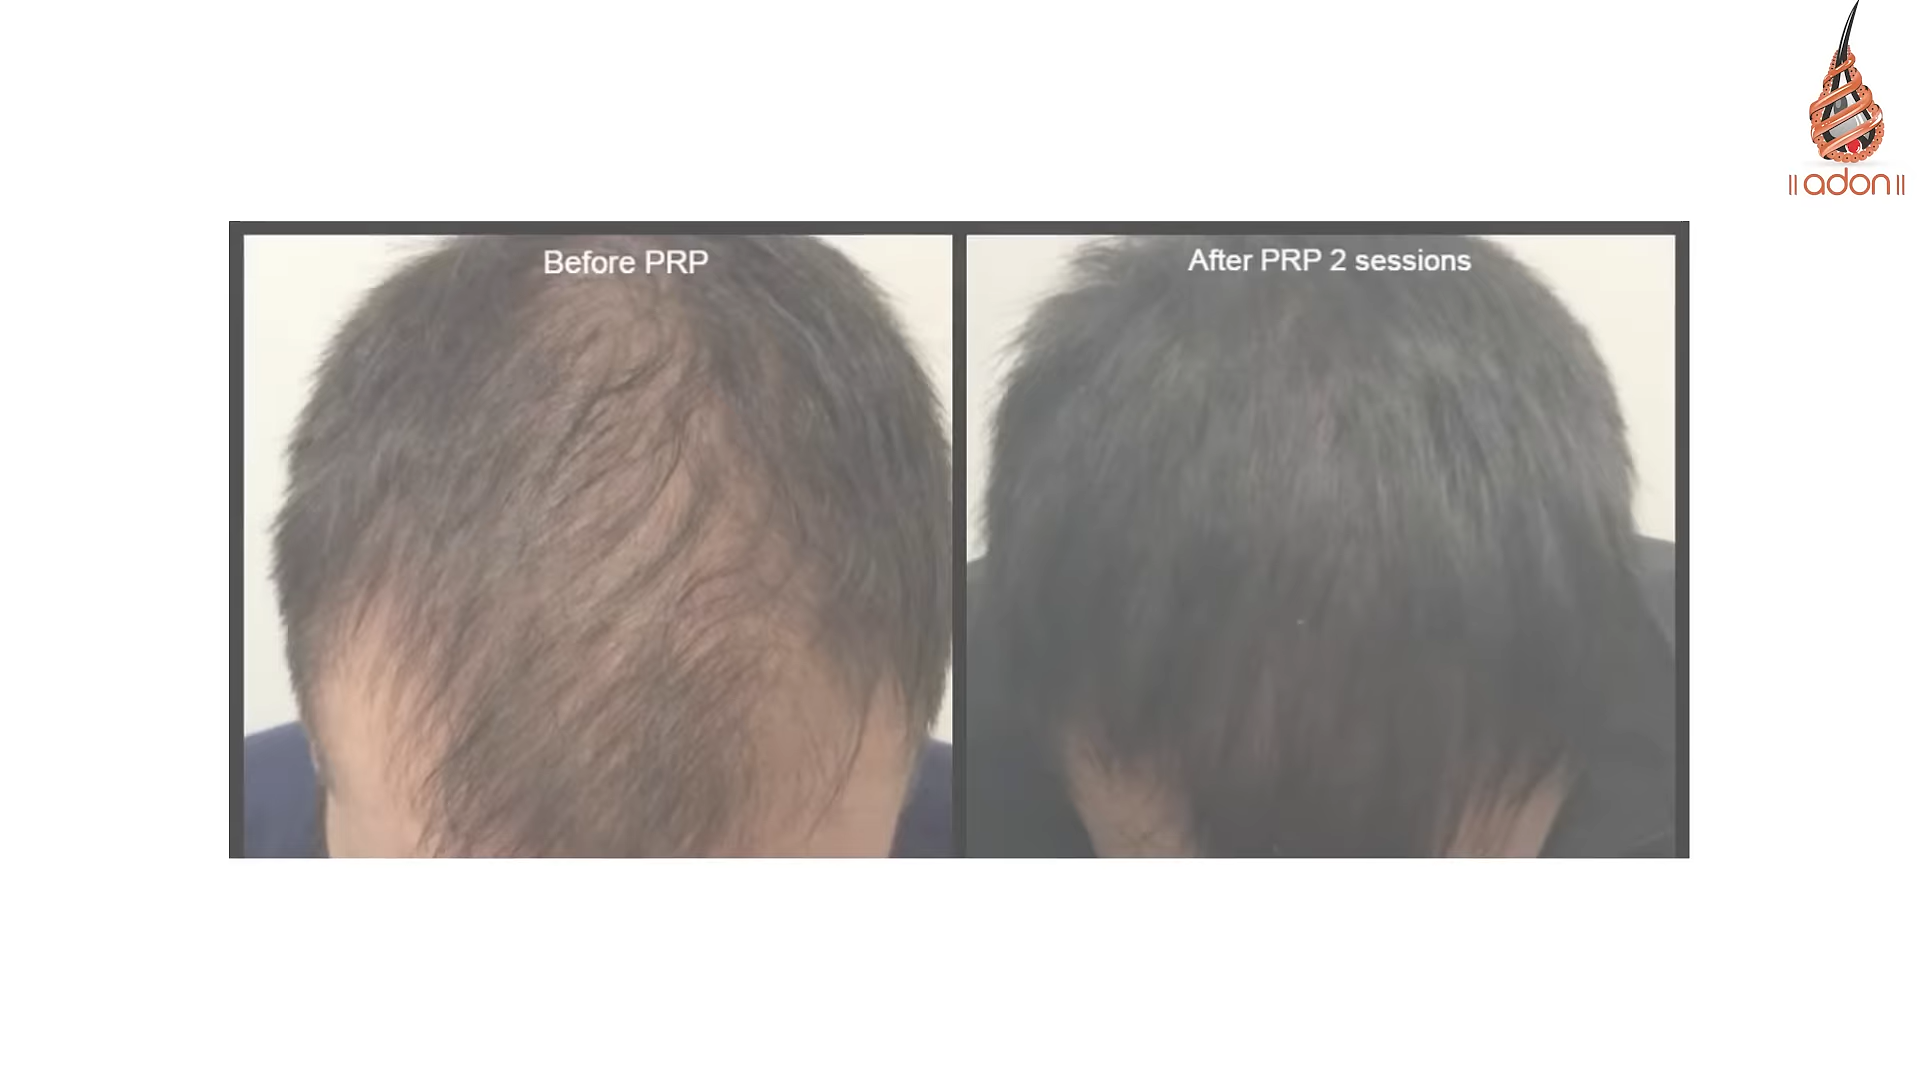 Before PRP
After PRP 2 sessions
|| adon ||